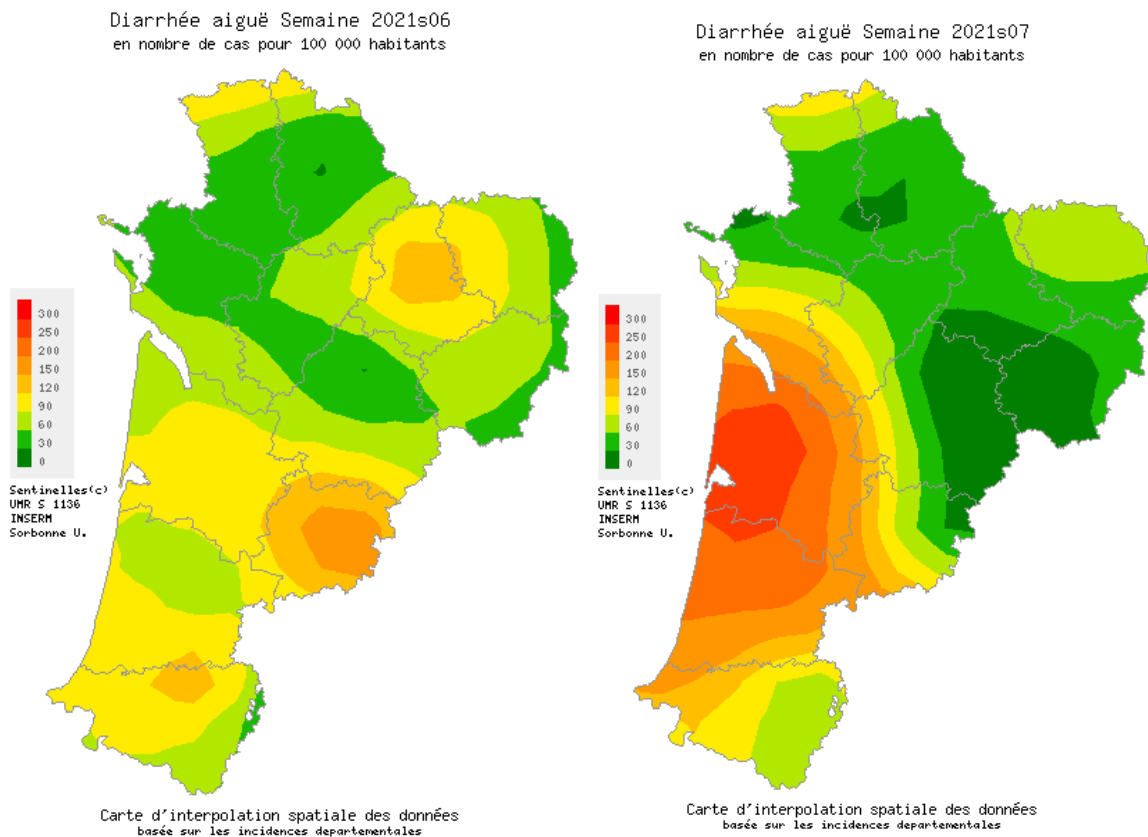 Diarrhée aiguë Semaine 2021s06
en nombre de cas pour 100 000 habitants
300
250
200
150
120
90
60
30
0
Sentinelles(c)
UMR S 1136
INSERM
Sorbonne U.
Carte d'interpolation spatiale des données
basée sur les incidences departementales
Diarrhée aiguë Semaine 2021s07
en nombre de cas pour 100 000 habitants
300
250
200
150
120
90
60
30
0
Sentinelles(c)
UMR S 1136
INSERM
Sorbonne U.
Carte d'interpolation spatiale des données
basée sur les incidences departementales